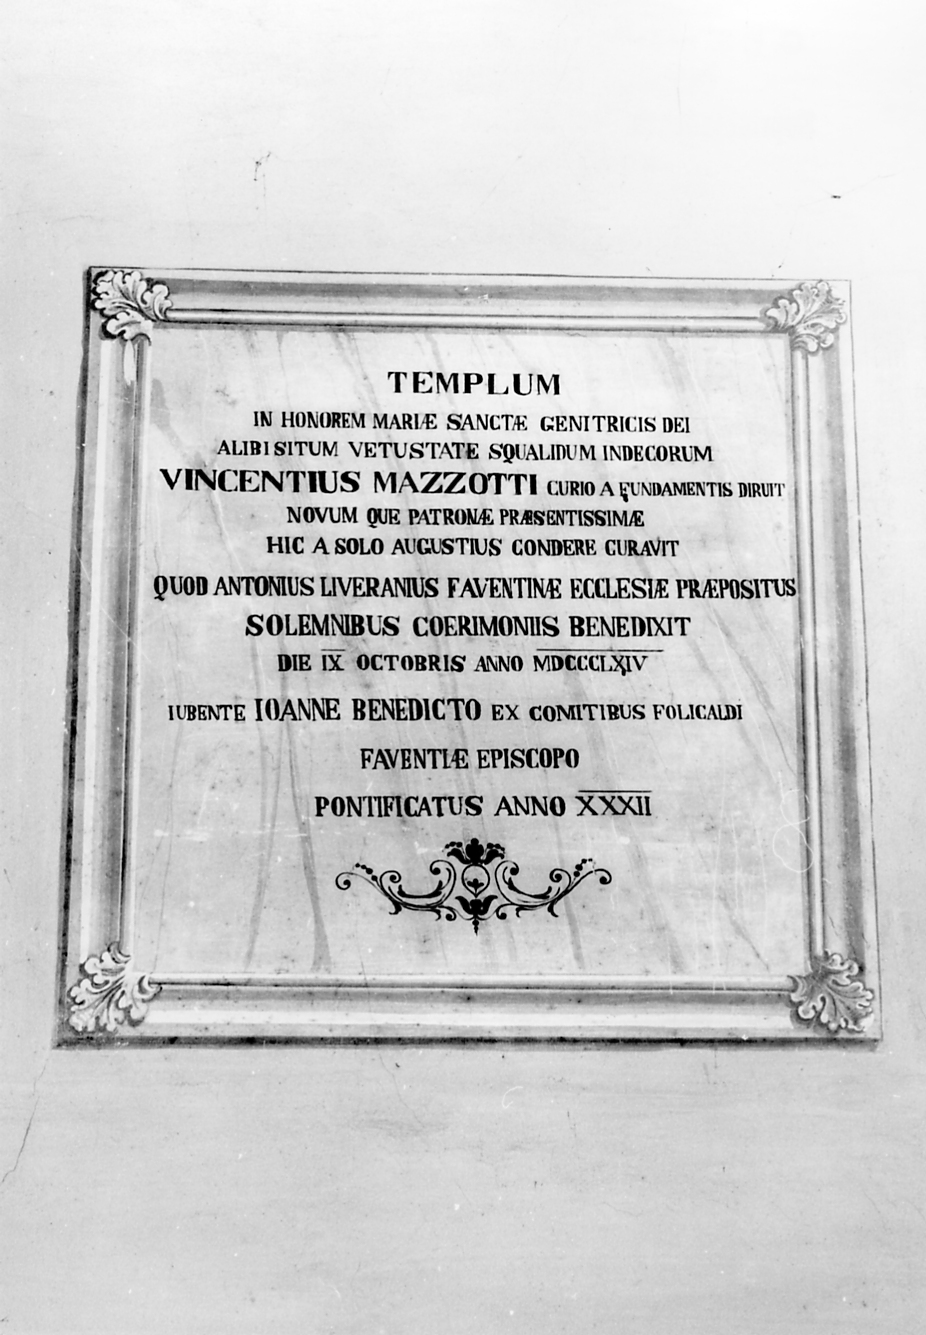 TEMPLUM
IN HONOREM MARIÆ SANCTÆ GENITRICIS DEI
ALIBI SITUM VETUSTATE SQUALIDUM INDECORUM
VINCENTIUS MAZZOTTI CURIO A FUNDAMENTIS DIRUIT
NOVUM QUE PATRONÆ PRÆSENTISSIMÆ
HIC A SOLO AUGUSTIUS CONDERE CURAVIT
QUOD ANTONIUS LIVERANIUS FAVENTINÆ ECCLESIÆ PRÆPOSITUS
SOLEMNIBUS COERIMONIIS BENEDIXIT
DIE IX OCTOBRIS ANNO MDCCCLXIV
IUBENTE IOANNE BENEDICTO EX COMITIBUS FOLICALDI
FAVENTIÆ EPISCOPO
PONTIFICATUS ANNO XXXII